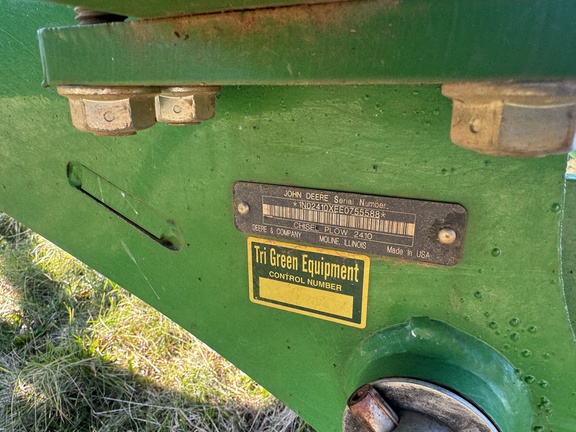 JOHN DEERE Serial Number
*1N02410XFE0755588*
CHISEL PLOW 2410
DEERE & COMPANY MOLINE, ILLINOIS Made in USA
Tri Green Equipment
CONTROL NUMBER